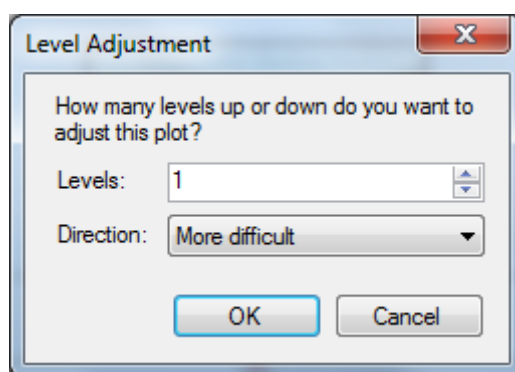 Level Adjustment
How many levels up or down do you want to
adjust this plot?
Levels: 1
Direction: More difficult
OK Cancel